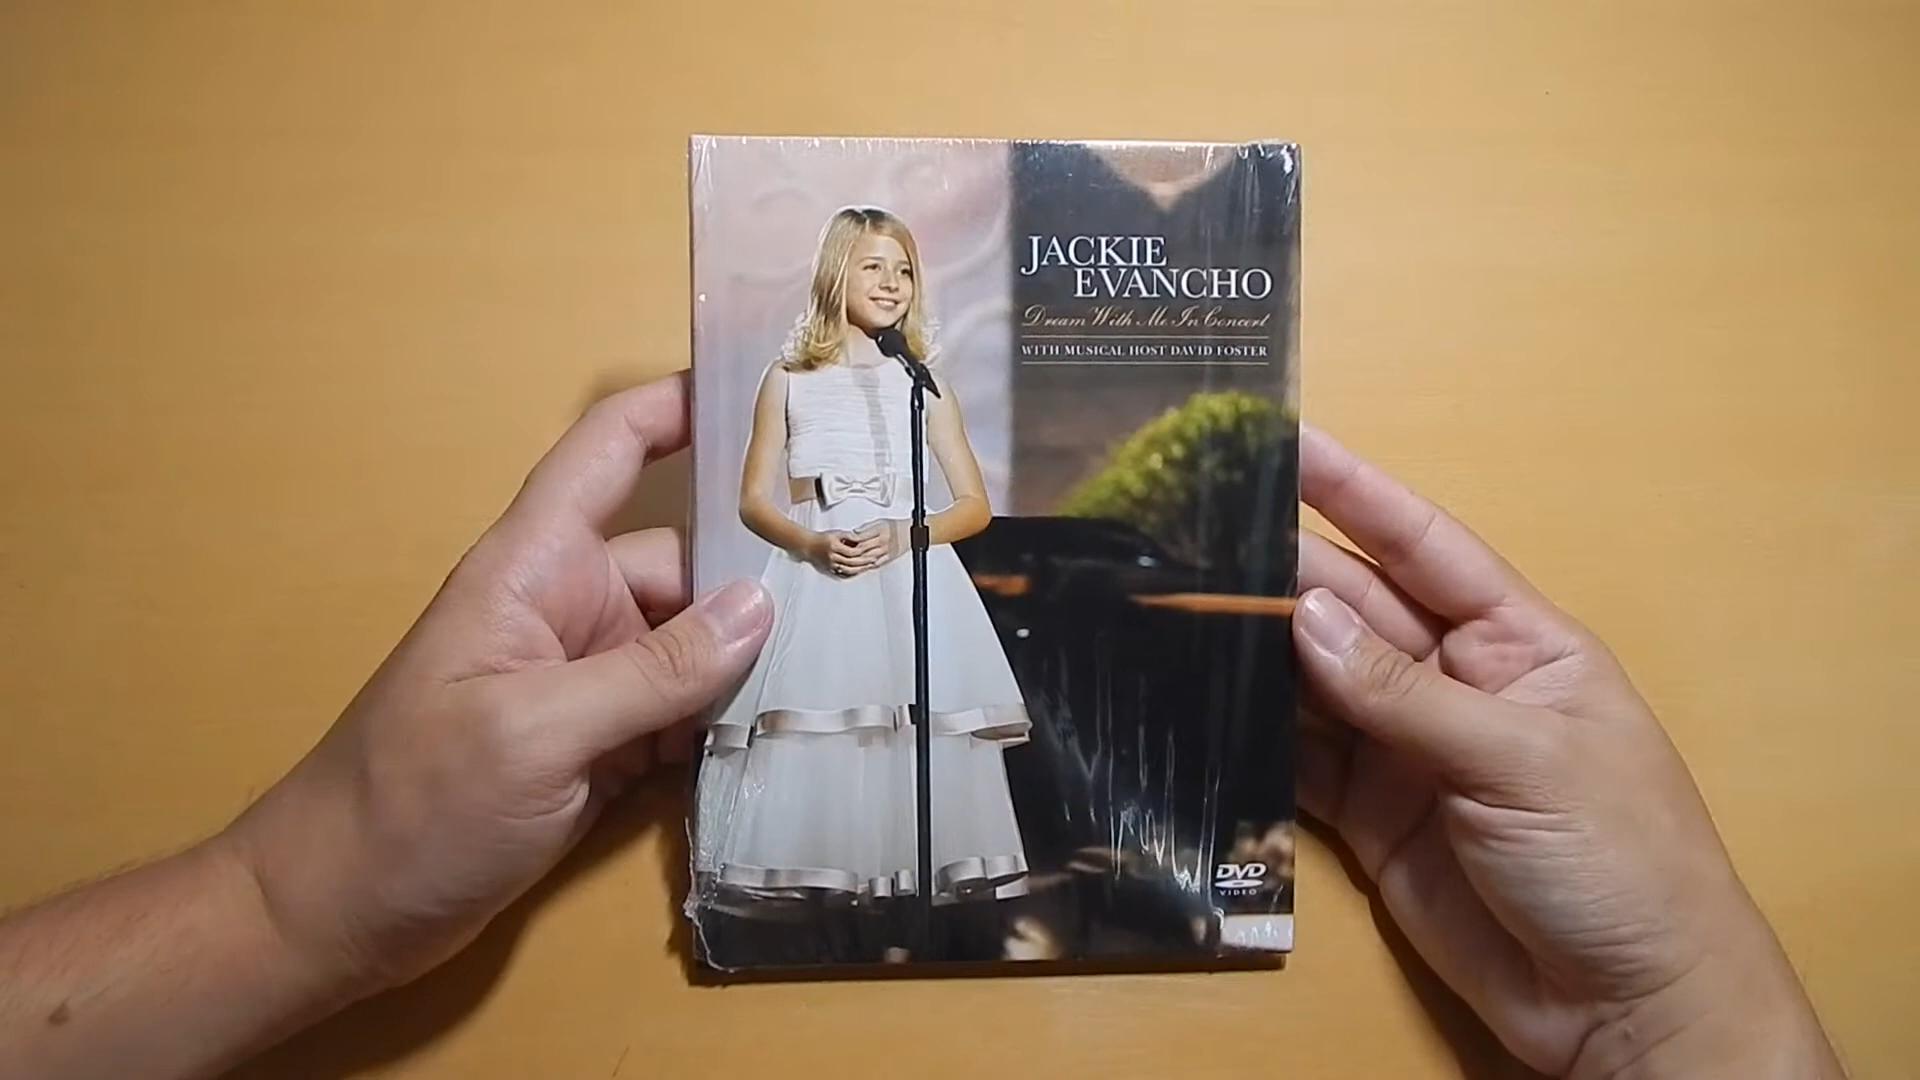 JACKIE
EVANCHO
Dream With Me In Concert
WITH MUSICAL HOST DAVID FOSTER
DVD
VIDEO